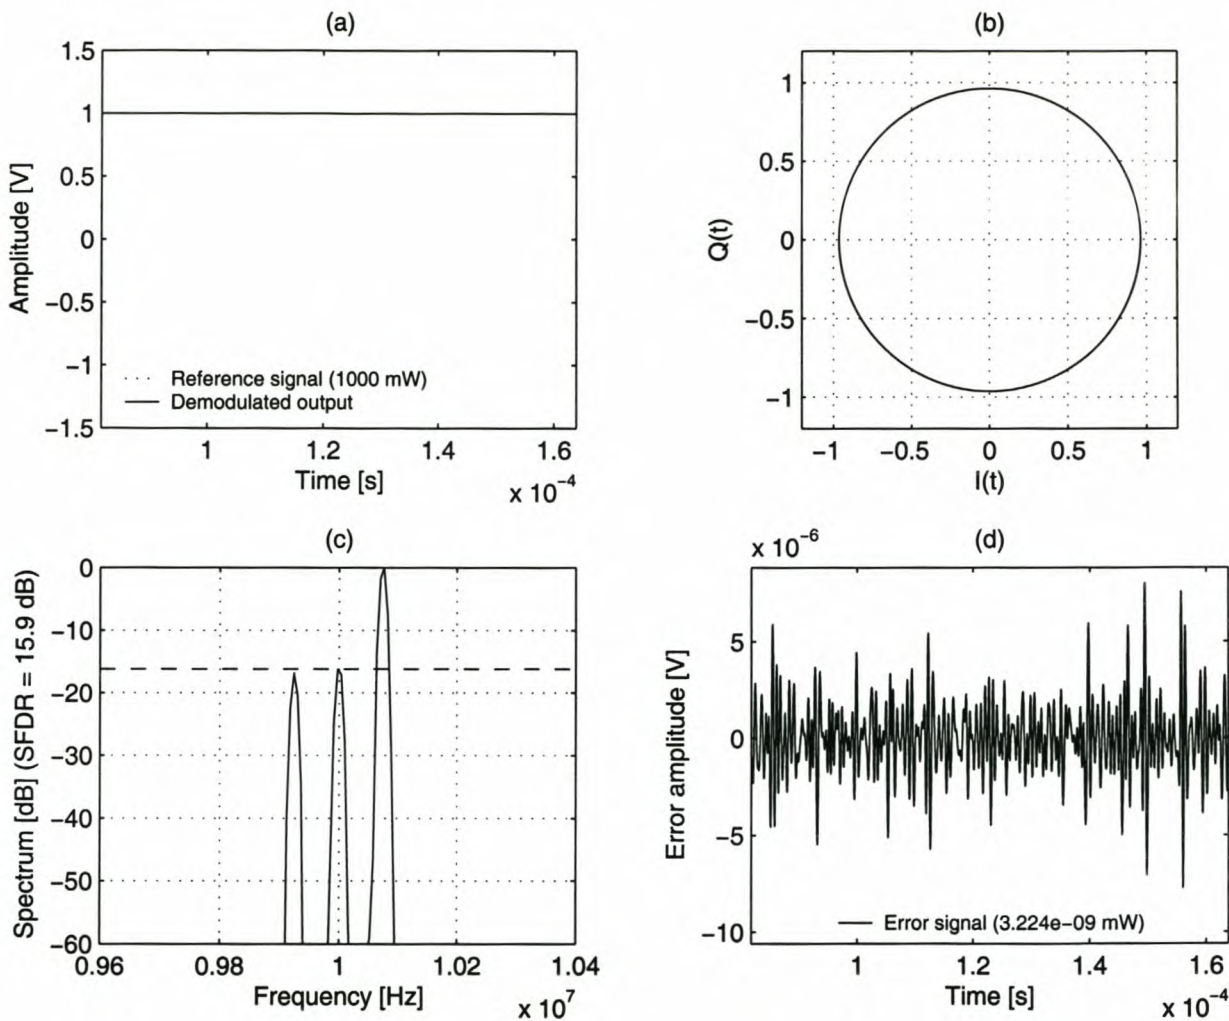 (a)
1.5
1
0.5
0
−0.5
−1
−1.5
Amplitude [V]
Reference signal (1000 mW)
Demodulated output
1 1.2 1.4 1.6
Time [s]
x 10−4
(b)
1
0.5
0
−0.5
−1
Q(t)
−1 −0.5 0 0.5 1
I(t)
(c)
0
−10
−20
−30
−40
−50
−60
Spectrum [dB] (SFDR = 15.9 dB)
0.96 0.98 1 1.02 1.04
Frequency [Hz]
x 10^7
(d)
x 10^−6
5
0
−5
−10
Error amplitude [V]
Error signal (3.224e−09 mW)
1 1.2 1.4 1.6
Time [s]
x 10^−4